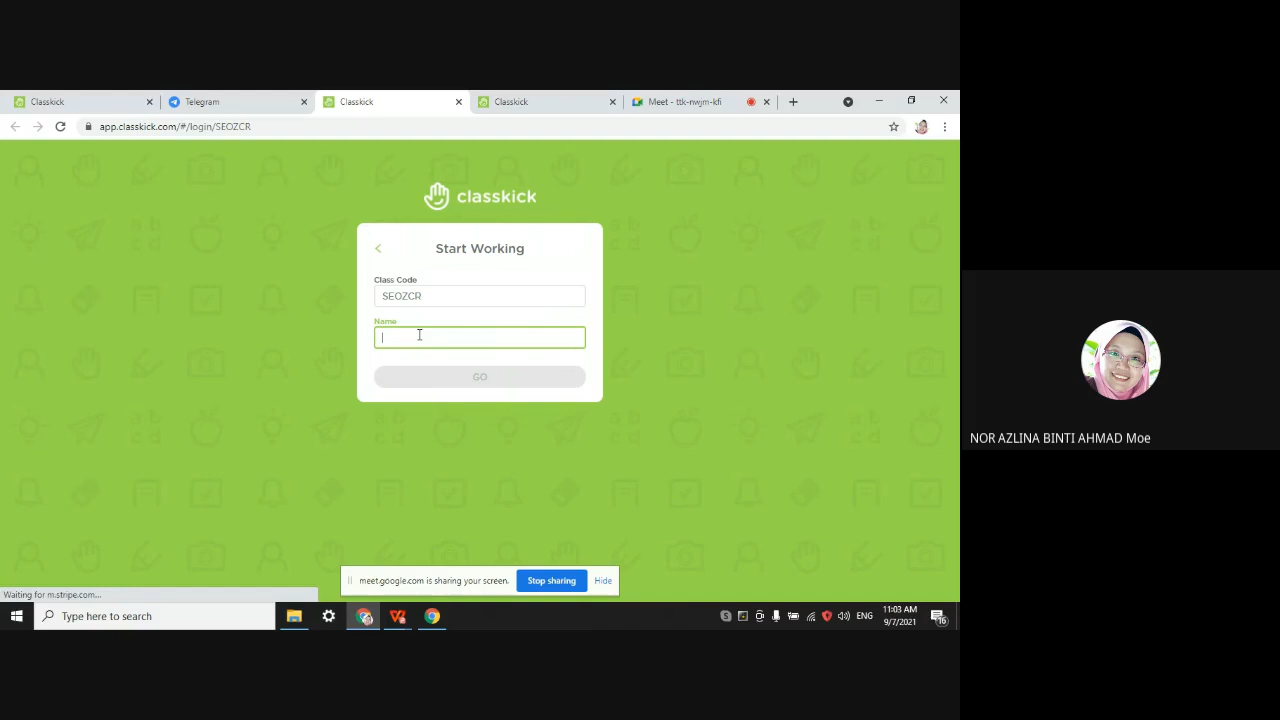 Classkick
Telegram
Classkick
Classkick
Meet - ttk-nwjm-kfi
app.classkick.com/#/login/SEOZCR
classkick
Start Working
Class Code
SEOZCR
Name
GO
meet.google.com is sharing your screen.
Stop sharing
Hide
Waiting for m.stripe.com...
Type here to search
ENG
11:03 AM
9/7/2021
16
NOR AZLINA BINTI AHMAD Moe